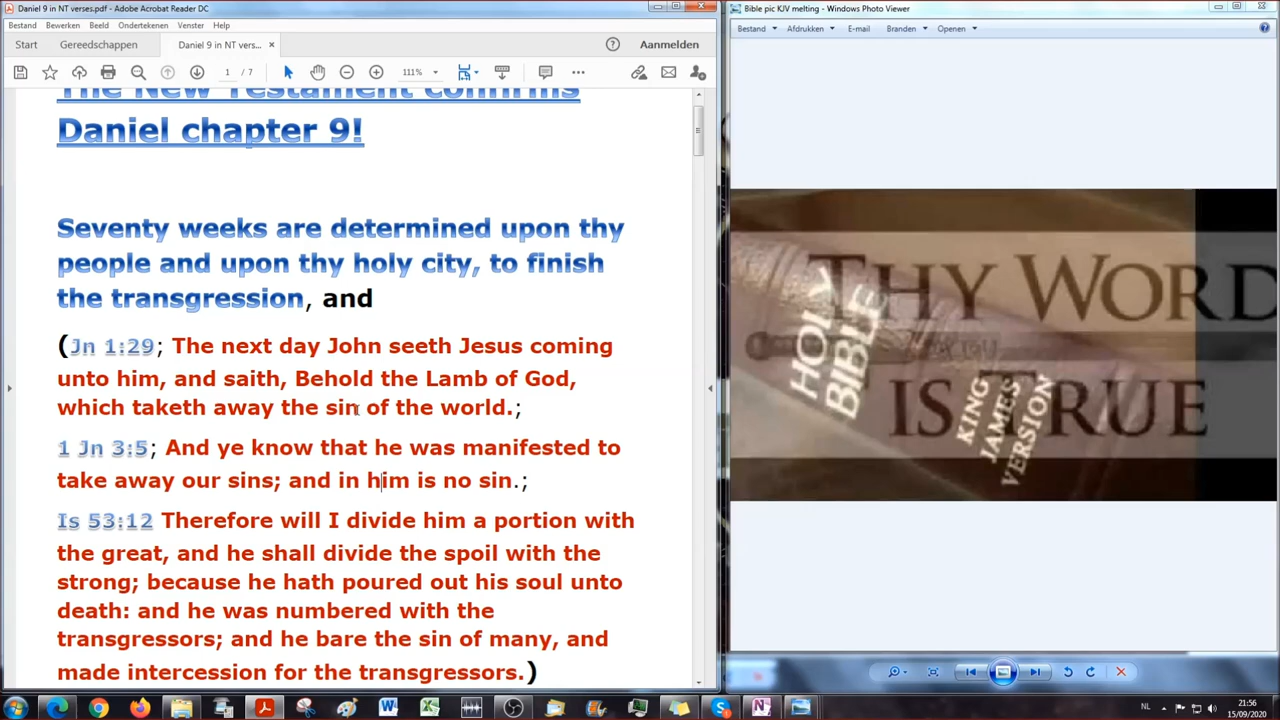 Daniel 9 in NT verses.pdf - Adobe Acrobat Reader DC
Bestand Bewerken Beeld Ondertekenen Venster Help
Start Gereedschappen Daniel 9 in NT vers... × Aanmelden
1 / 7 111%
The New Testament confirms
Daniel chapter 9!
Seventy weeks are determined upon thy
people and upon thy holy city, to finish
the transgression, and
(Jn 1:29; The next day John seeth Jesus coming
unto him, and saith, Behold the Lamb of God,
which taketh away the sin of the world.;
1 Jn 3:5; And ye know that he was manifested to
take away our sins; and in him is no sin.;
Is 53:12 Therefore will I divide him a portion with
the great, and he shall divide the spoil with the
strong; because he hath poured out his soul unto
death: and he was numbered with the
transgressors; and he bare the sin of many, and
made intercession for the transgressors.)
Bible pic KJV melting - Windows Photo Viewer
Bestand Afdrukken E-mail Branden Openen
THY WORD
IS TRUE
HOLY
BIBLE
KING
JAMES
VERSION
NL 21:56
15/09/2020